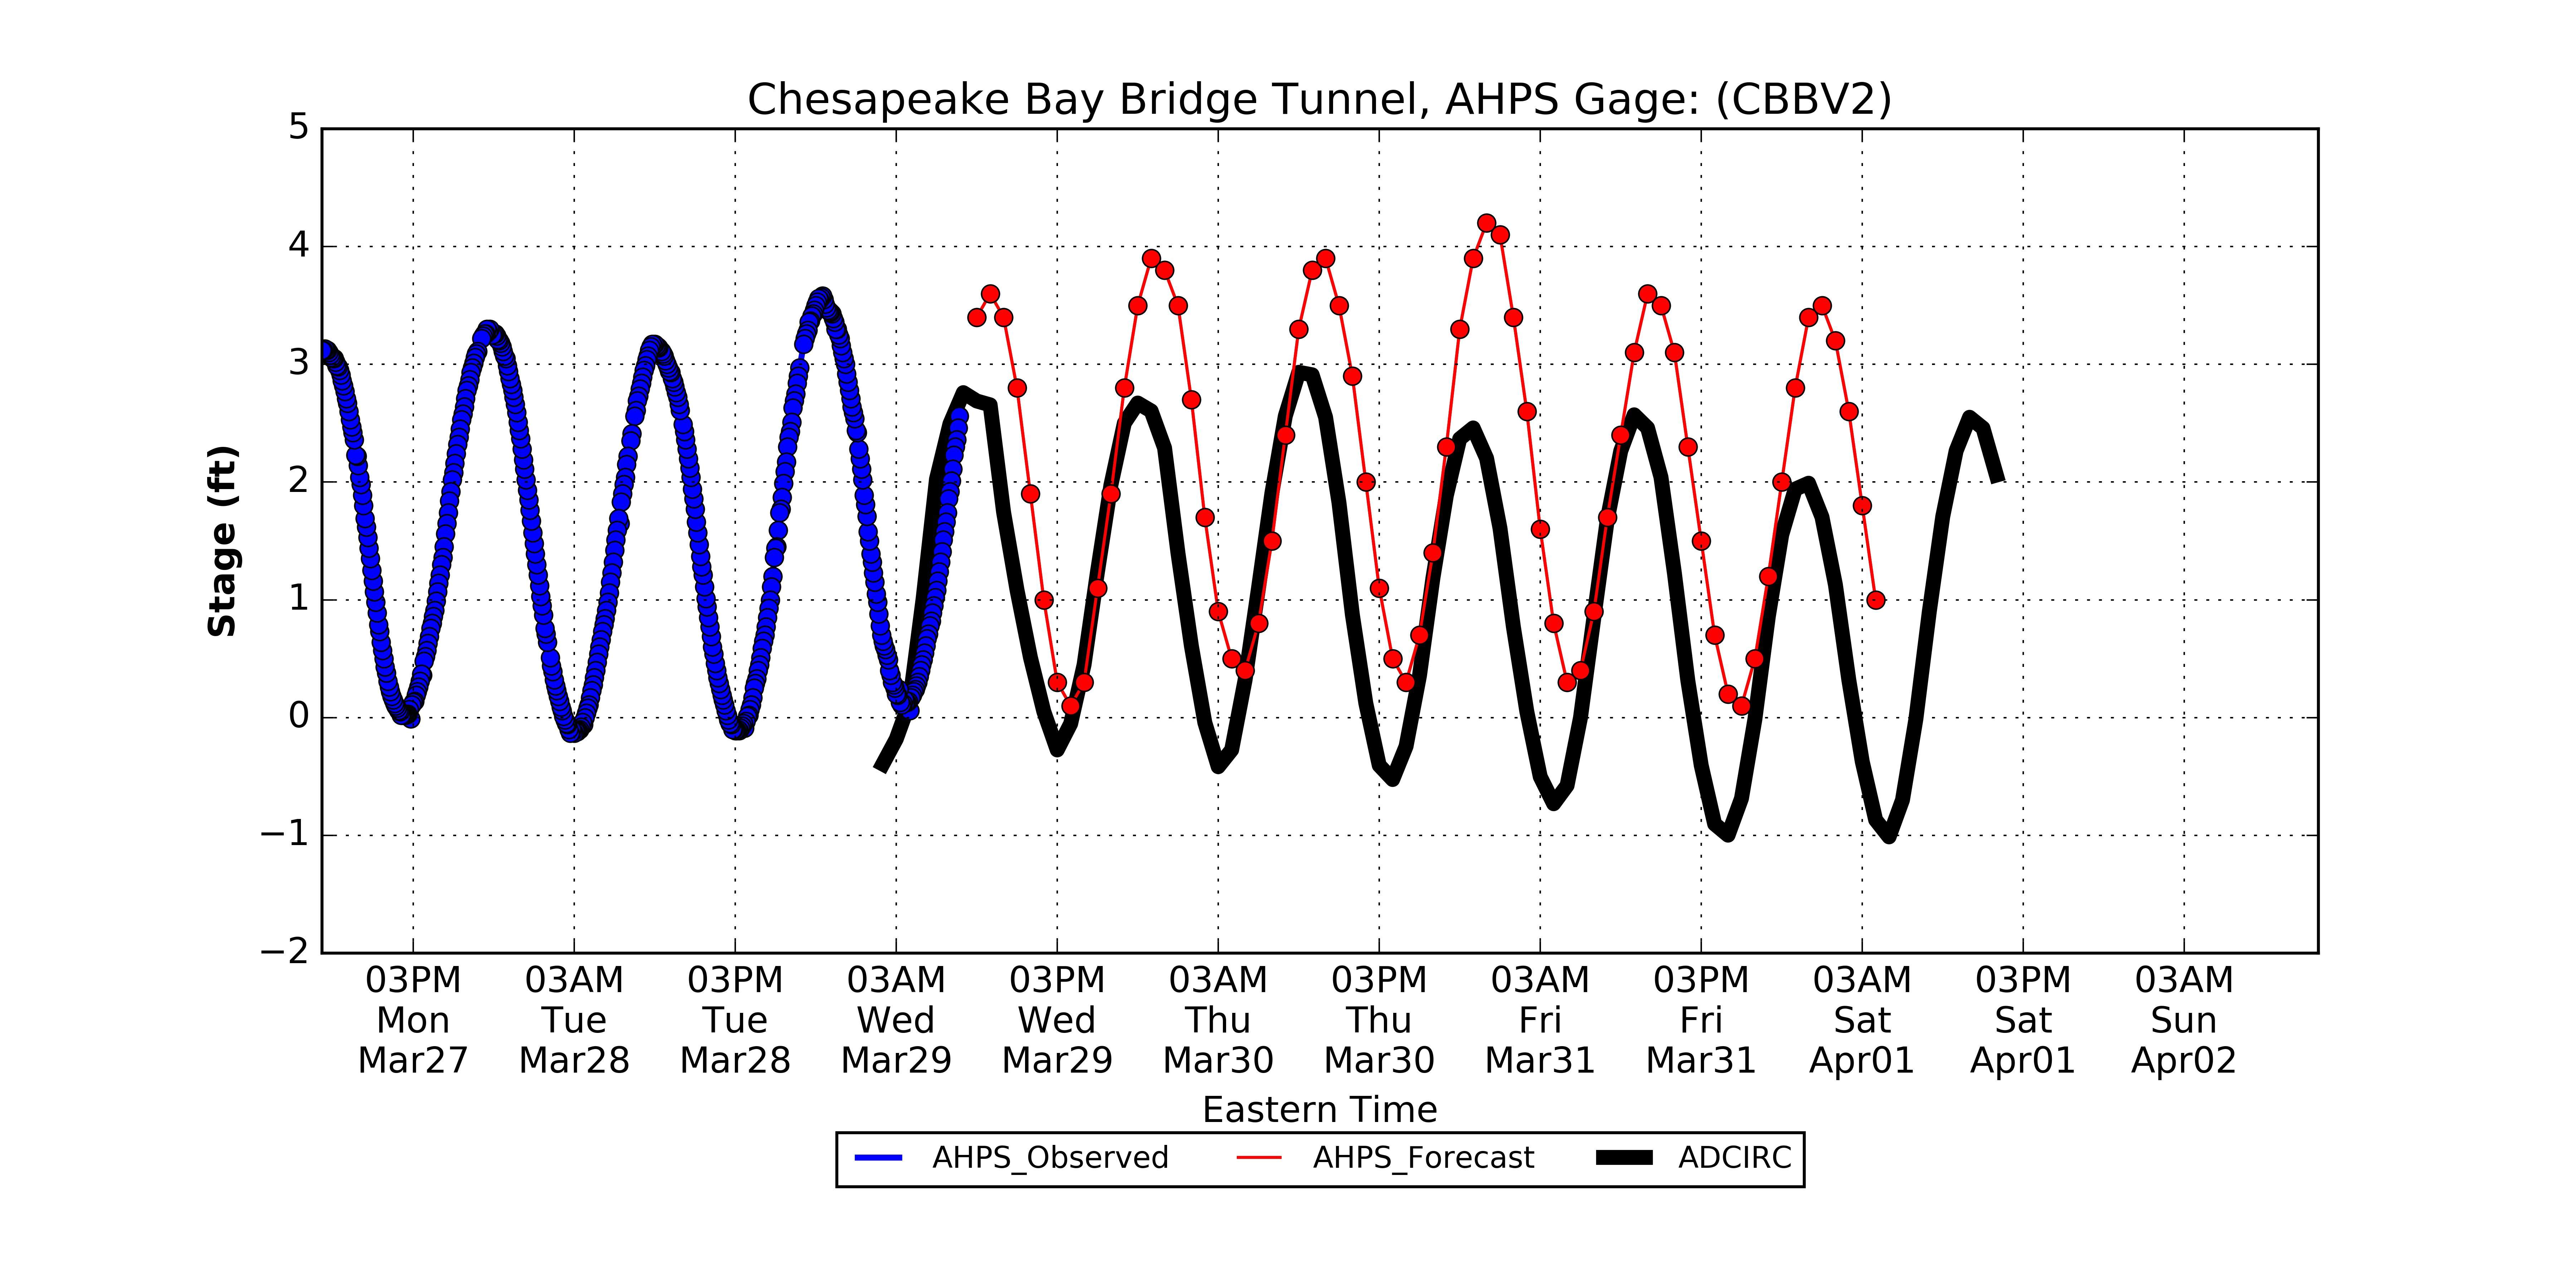 Chesapeake Bay Bridge Tunnel, AHPS Gage: (CBBV2)
5
4
3
2
1
0
−1
−2
Stage (ft)
03PM 03AM 03PM 03AM 03PM 03AM 03PM 03AM 03PM 03AM 03PM 03AM
Mon Tue Tue Wed Wed Thu Thu Fri Fri Sat Sat Sun
Mar27 Mar28 Mar28 Mar29 Mar29 Mar30 Mar30 Mar31 Mar31 Apr01 Apr01 Apr02
Eastern Time
AHPS_Observed AHPS_Forecast ADCIRC